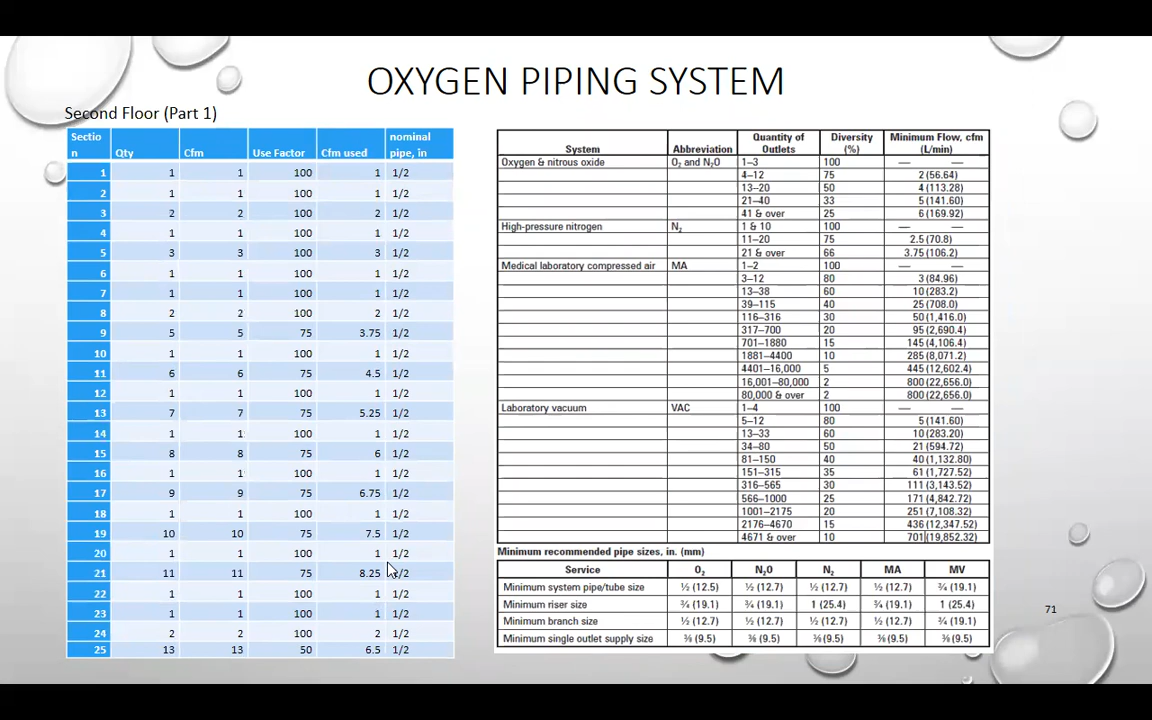 OXYGEN PIPING SYSTEM
Second Floor (Part 1)
Sectio n Qty Cfm Use Factor Cfm used nominal pipe, in
1 1 1 100 1 1/2
2 1 1 100 1 1/2
3 2 2 100 2 1/2
4 1 1 100 1 1/2
5 3 3 100 3 1/2
6 1 1 100 1 1/2
7 1 1 100 1 1/2
8 2 2 100 2 1/2
9 5 5 75 3.75 1/2
10 1 1 100 1 1/2
11 6 6 75 4.5 1/2
12 1 1 100 1 1/2
13 7 7 75 5.25 1/2
14 1 1 100 1 1/2
15 8 8 75 6 1/2
16 1 1 100 1 1/2
17 9 9 75 6.75 1/2
18 1 1 100 1 1/2
19 10 10 75 7.5 1/2
20 1 1 100 1 1/2
21 11 11 75 8.25 1/2
22 1 1 100 1 1/2
23 1 1 100 1 1/2
24 2 2 100 2 1/2
25 13 13 50 6.5 1/2
System Abbreviation Quantity of Outlets Diversity (%) Minimum Flow, cfm (L/min)
Oxygen & nitrous oxide O₂ and N₂O 1–3 100 — —
4–12 75 2 (56.64)
13–20 50 4 (113.28)
21–40 33 5 (141.60)
41 & over 25 6 (169.92)
High-pressure nitrogen N₂ 1 & 10 100 — —
11–20 75 2.5 (70.8)
21 & over 66 3.75 (106.2)
Medical laboratory compressed air MA 1–2 100 — —
3–12 80 3 (84.96)
13–38 60 10 (283.2)
39–115 40 25 (708.0)
116–316 30 50 (1,416.0)
317–700 20 95 (2,690.4)
701–1880 15 145 (4,106.4)
1881–4400 10 285 (8,071.2)
4401–16,000 5 445 (12,602.4)
16,001–80,000 2 800 (22,656.0)
80,000 & over 2 800 (22,656.0)
Laboratory vacuum VAC 1–4 100 — —
5–12 80 5 (141.60)
13–33 60 10 (283.20)
34–80 50 21 (594.72)
81–150 40 40 (1,132.80)
151–315 35 61 (1,727.52)
316–565 30 111 (3,143.52)
566–1000 25 171 (4,842.72)
1001–2175 20 251 (7,108.32)
2176–4670 15 436 (12,347.52)
4671 & over 10 701 (19,852.32)
Minimum recommended pipe sizes, in. (mm)
Service O₂ N₂O N₂ MA MV
Minimum system pipe/tube size ½ (12.5) ½ (12.7) ½ (12.7) ½ (12.7) ¾ (19.1)
Minimum riser size ¾ (19.1) ¾ (19.1) 1 (25.4) ¾ (19.1) 1 (25.4)
Minimum branch size ½ (12.7) ½ (12.7) ½ (12.7) ½ (12.7) ¾ (19.1)
Minimum single outlet supply size ⅜ (9.5) ⅜ (9.5) ⅜ (9.5) ⅜ (9.5) ⅜ (9.5)
71